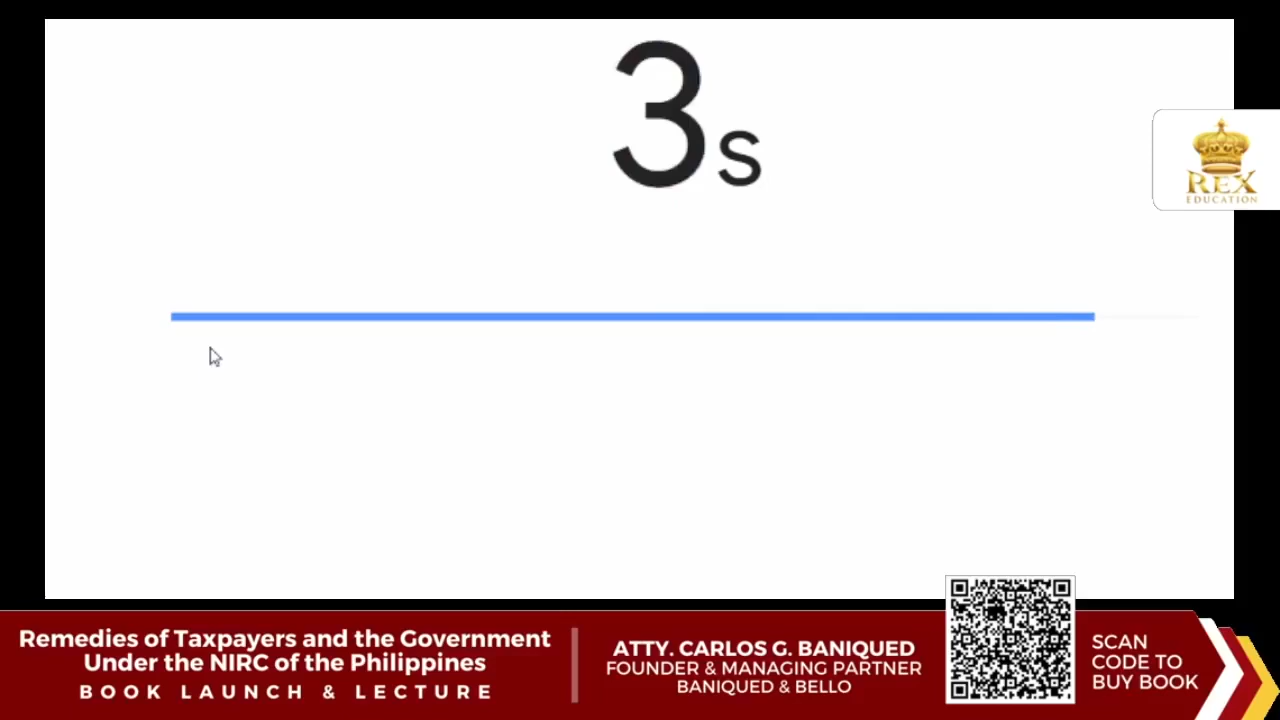 3s
REX
EDUCATION
Remedies of Taxpayers and the Government
Under the NIRC of the Philippines
BOOK LAUNCH & LECTURE
ATTY. CARLOS G. BANIQUED
FOUNDER & MANAGING PARTNER
BANIQUED & BELLO
SCAN
CODE TO
BUY BOOK